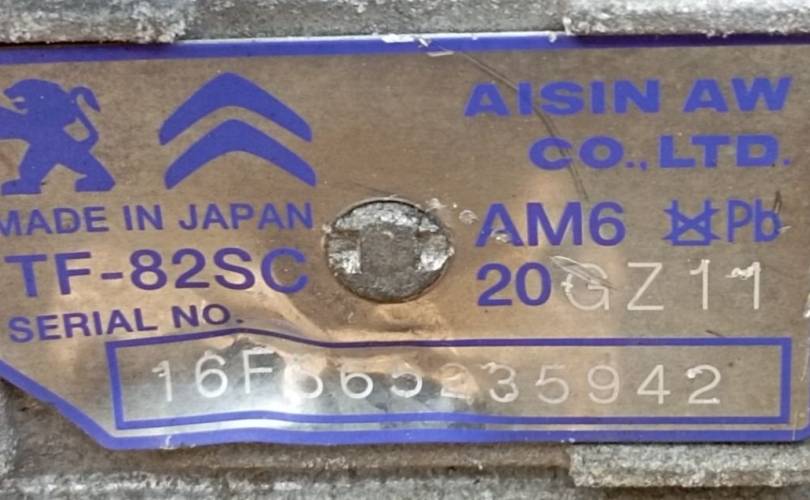 AISIN AW
CO.,LTD.
MADE IN JAPAN
AM6 Pb
TF-82SC
20GZ11
SERIAL NO.